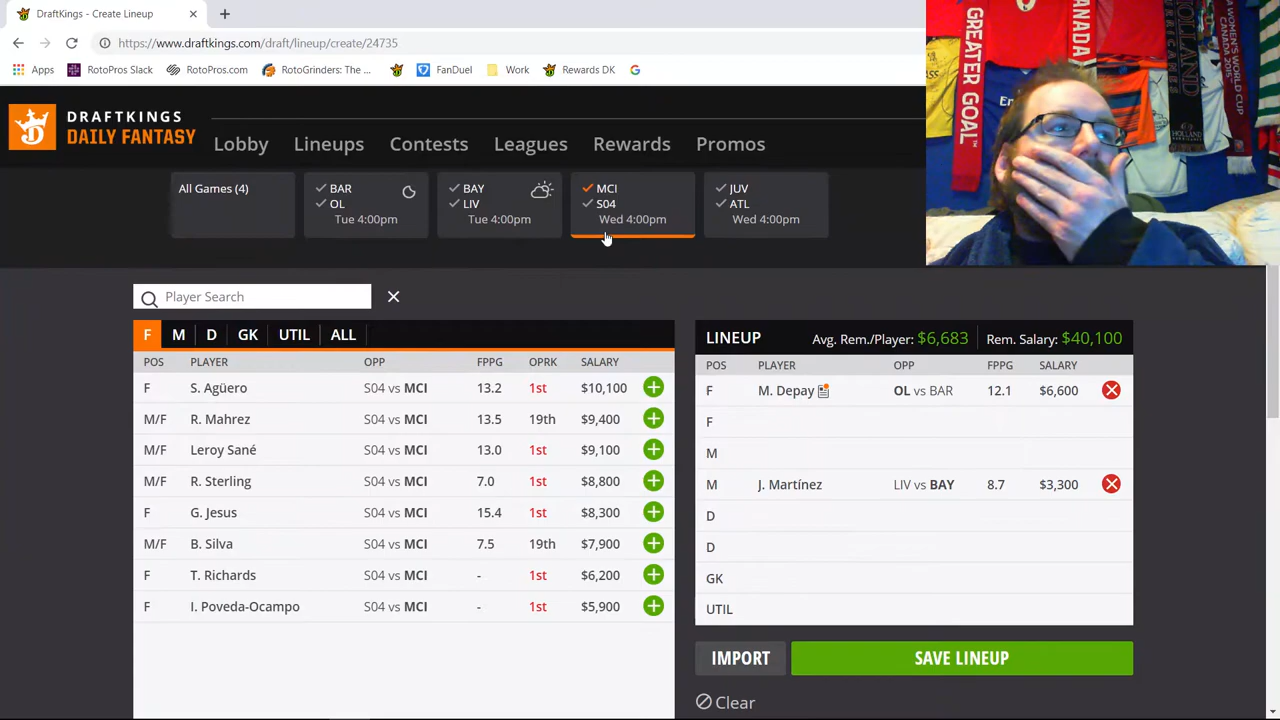 DraftKings - Create Lineup
https://www.draftkings.com/draft/lineup/create/24735
Apps RotoPros Slack RotoPros.com RotoGrinders: The ... FanDuel Work Rewards DK
DRAFTKINGS
DAILY FANTASY
Lobby Lineups Contests Leagues Rewards Promos
All Games (4)
BAR
OL
Tue 4:00pm
BAY
LIV
Tue 4:00pm
MCI
S04
Wed 4:00pm
JUV
ATL
Wed 4:00pm
Player Search
F M D GK UTIL ALL
POS PLAYER OPP FPPG OPRK SALARY
F S. Agüero S04 vs MCI 13.2 1st $10,100
M/F R. Mahrez S04 vs MCI 13.5 19th $9,400
M/F Leroy Sané S04 vs MCI 13.0 1st $9,100
M/F R. Sterling S04 vs MCI 7.0 1st $8,800
F G. Jesus S04 vs MCI 15.4 1st $8,300
M/F B. Silva S04 vs MCI 7.5 19th $7,900
F T. Richards S04 vs MCI - 1st $6,200
F I. Poveda-Ocampo S04 vs MCI - 1st $5,900
LINEUP Avg. Rem./Player: $6,683 Rem. Salary: $40,100
POS PLAYER OPP FPPG SALARY
F M. Depay OL vs BAR 12.1 $6,600
F
M
M J. Martínez LIV vs BAY 8.7 $3,300
D
D
GK
UTIL
IMPORT SAVE LINEUP
Clear
GREATER GOAL
CANADA
HOLLAND
WOMEN'S WORLD CUP
2015